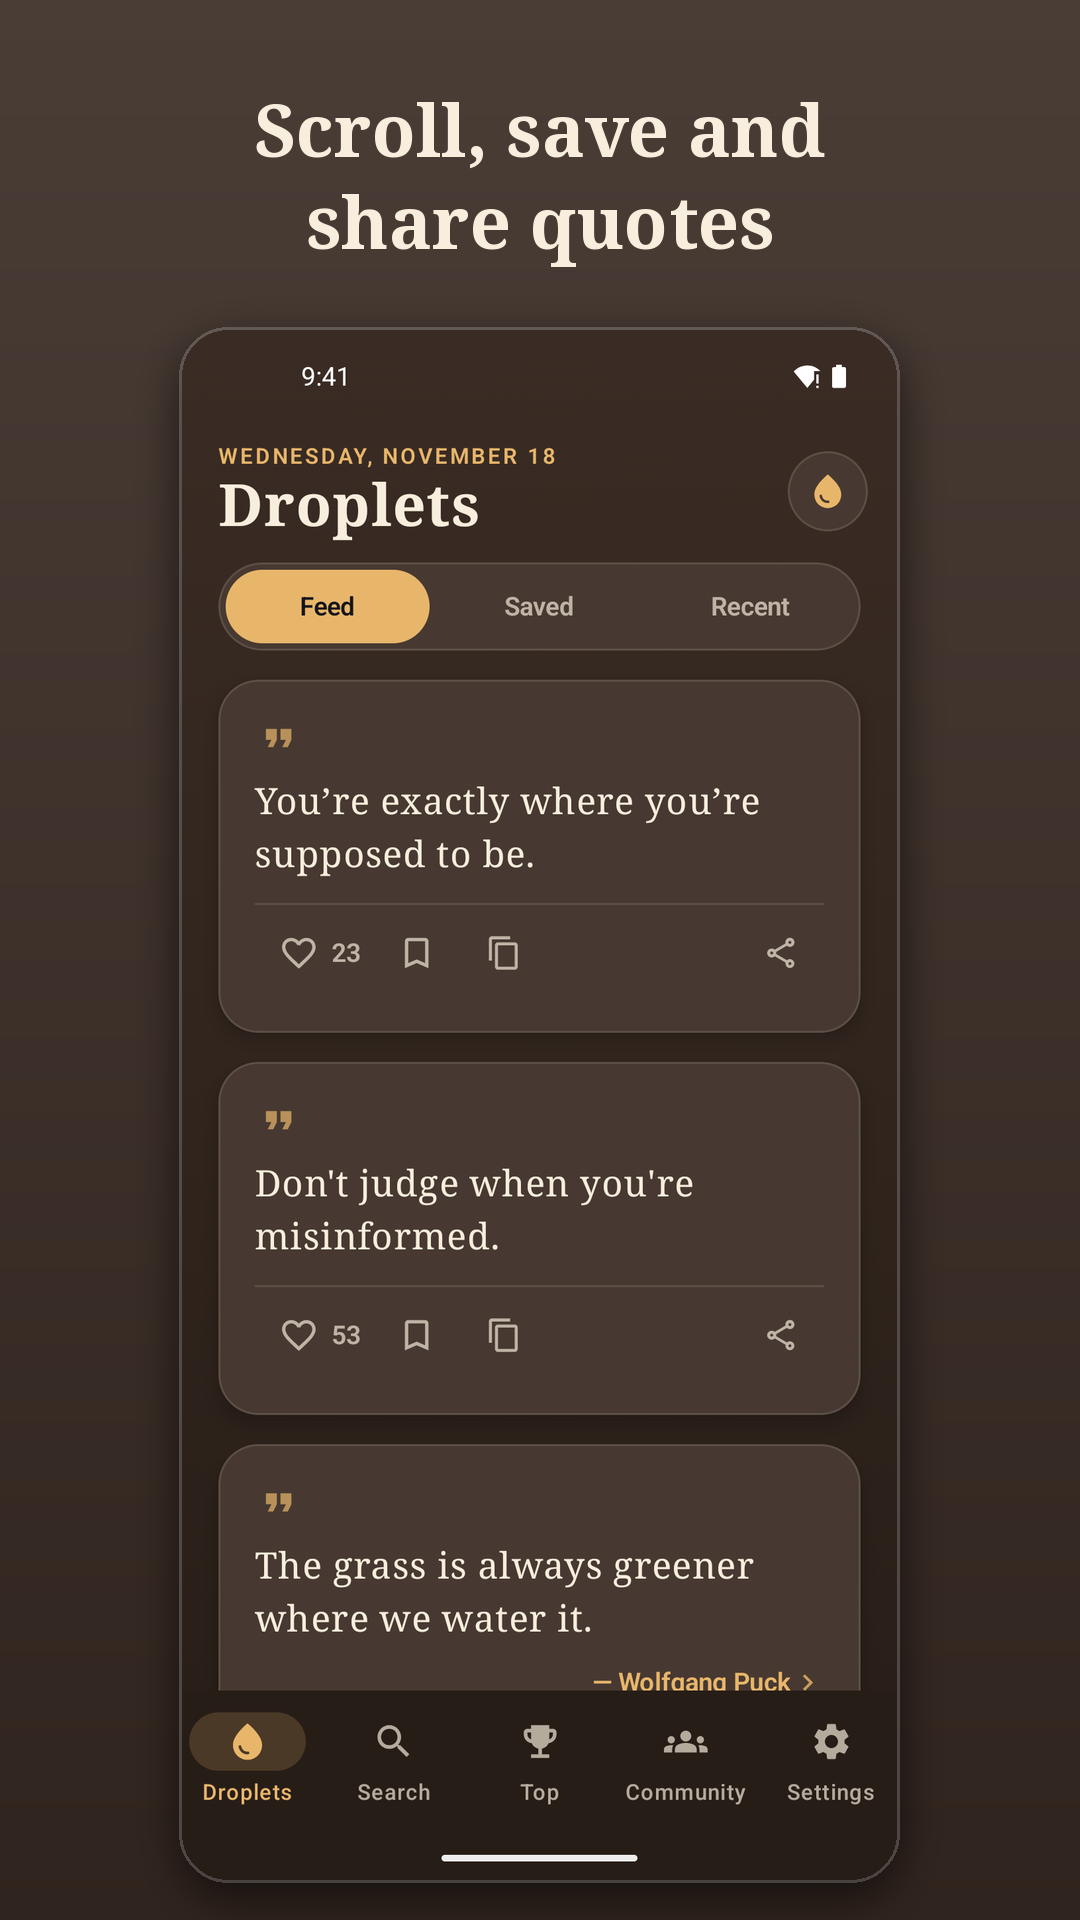 Scroll, save and
share quotes
9:41
WEDNESDAY, NOVEMBER 18
Droplets
Feed Saved Recent
You’re exactly where you’re
supposed to be.
23
Don't judge when you're
misinformed.
53
The grass is always greener
where we water it.
— Wolfgang Puck
Droplets Search Top Community Settings